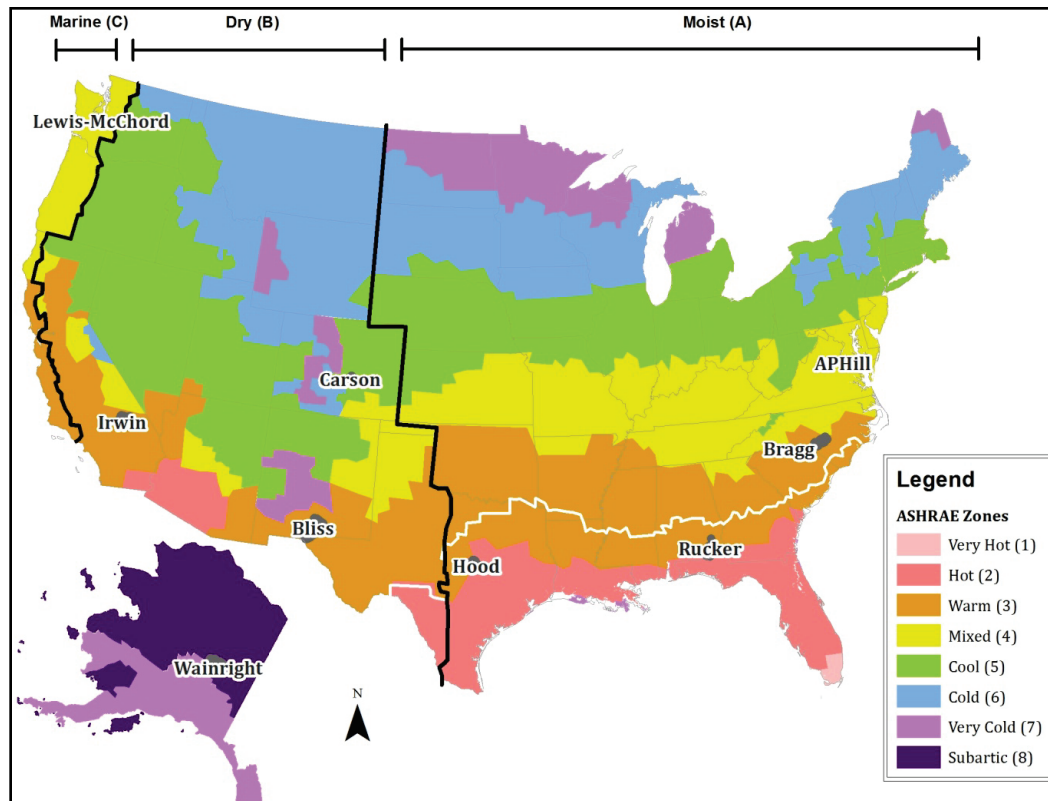 Marine (C)
Dry (B)
Moist (A)
Lewis-McChord
Carson
APHill
Irwin
Bragg
Bliss
Hood
Rucker
Wainright
N
Legend
ASHRAE Zones
Very Hot (1)
Hot (2)
Warm (3)
Mixed (4)
Cool (5)
Cold (6)
Very Cold (7)
Subartic (8)